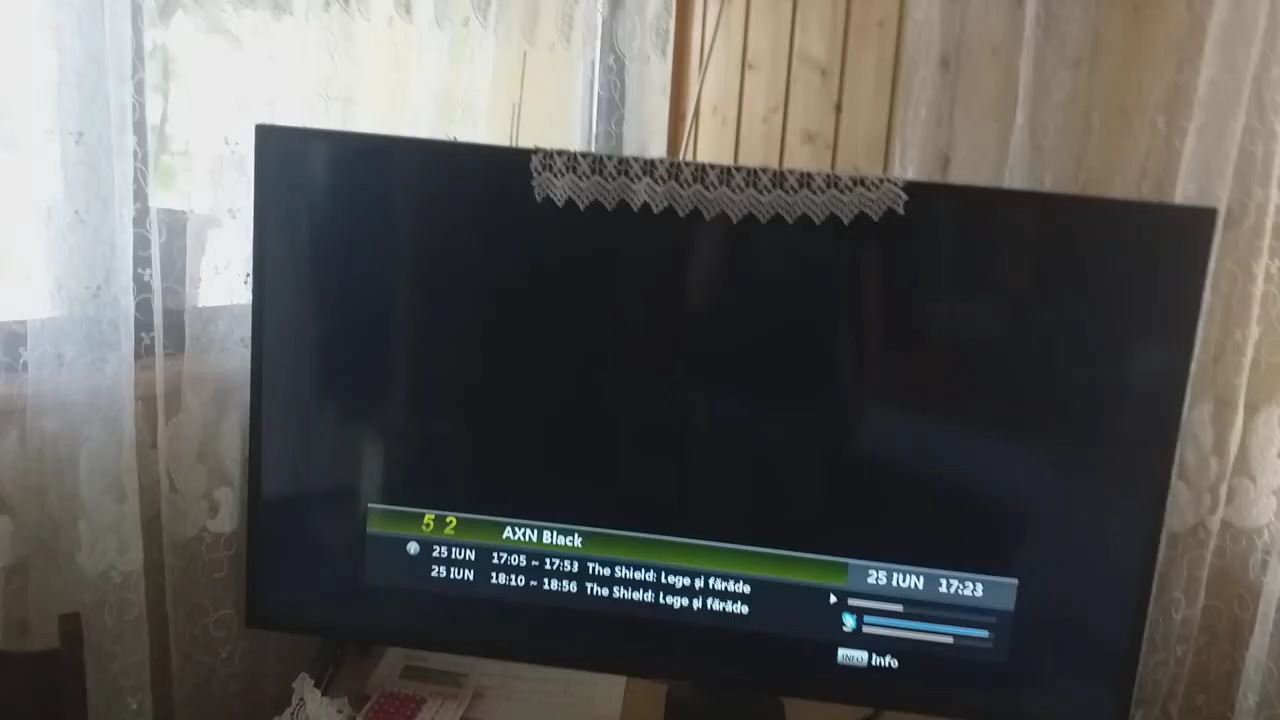 5 2 AXN Black
25 IUN 17:05 ~ 17:53 The Shield: Lege și fărăde
25 IUN 18:10 ~ 18:56 The Shield: Lege și fărăde
25 IUN 17:23
INFO Info